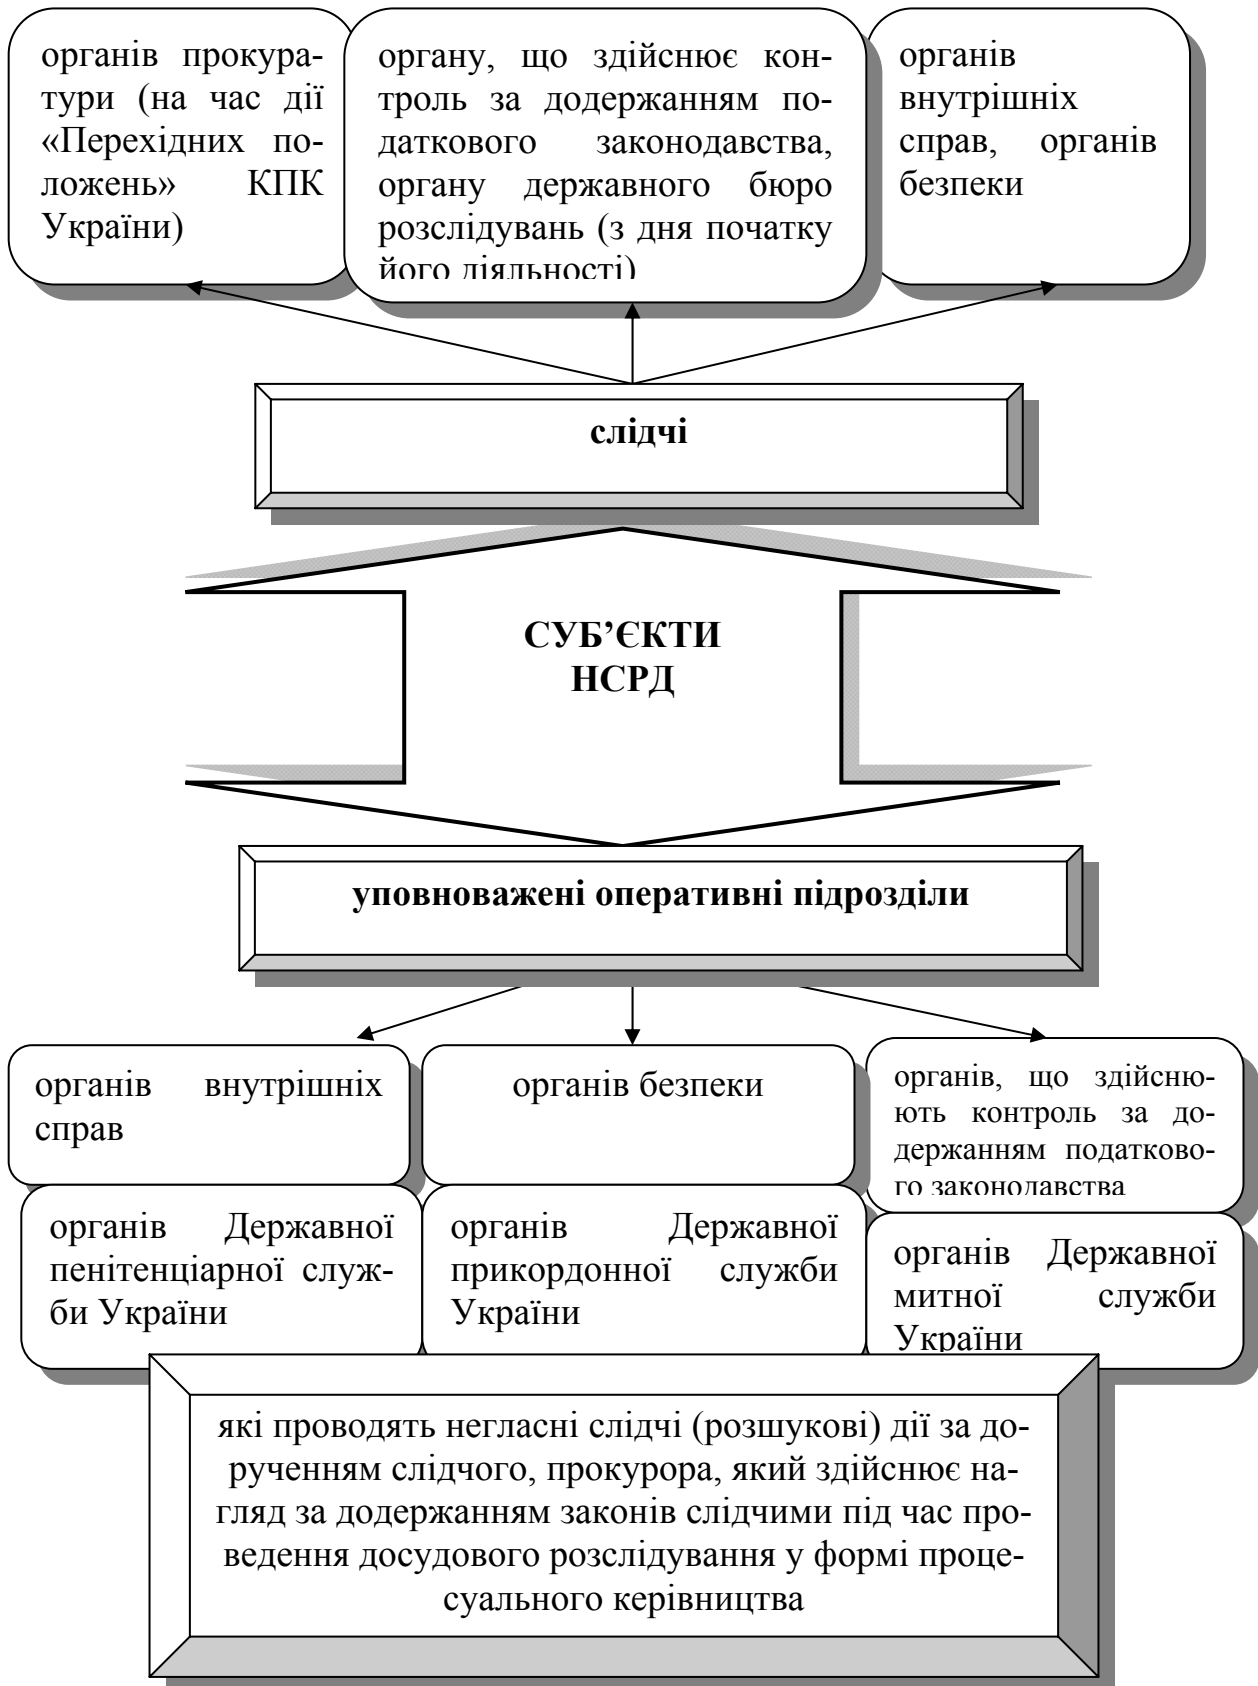 органів прокура-
тури (на час дії
«Перехідних по-
ложень» КПК
України)
органу, що здійснює кон-
троль за додержанням по-
даткового законодавства,
органу державного бюро
розслідувань (з дня початку
його діяльності)
органів
внутрішніх
справ, органів
безпеки
слідчі
СУБ’ЄКТИ
НСРД
уповноважені оперативні підрозділи
органів внутрішніх
справ
органів безпеки
органів, що здійсню-
ють контроль за до-
держанням податково-
го законодавства
органів Державної
пенітенціарної служ-
би України
органів Державної
прикордонної служби
України
органів Державної
митної служби
України
які проводять негласні слідчі (розшукові) дії за до-
рученням слідчого, прокурора, який здійснює на-
гляд за додержанням законів слідчими під час про-
ведення досудового розслідування у формі проце-
суального керівництва